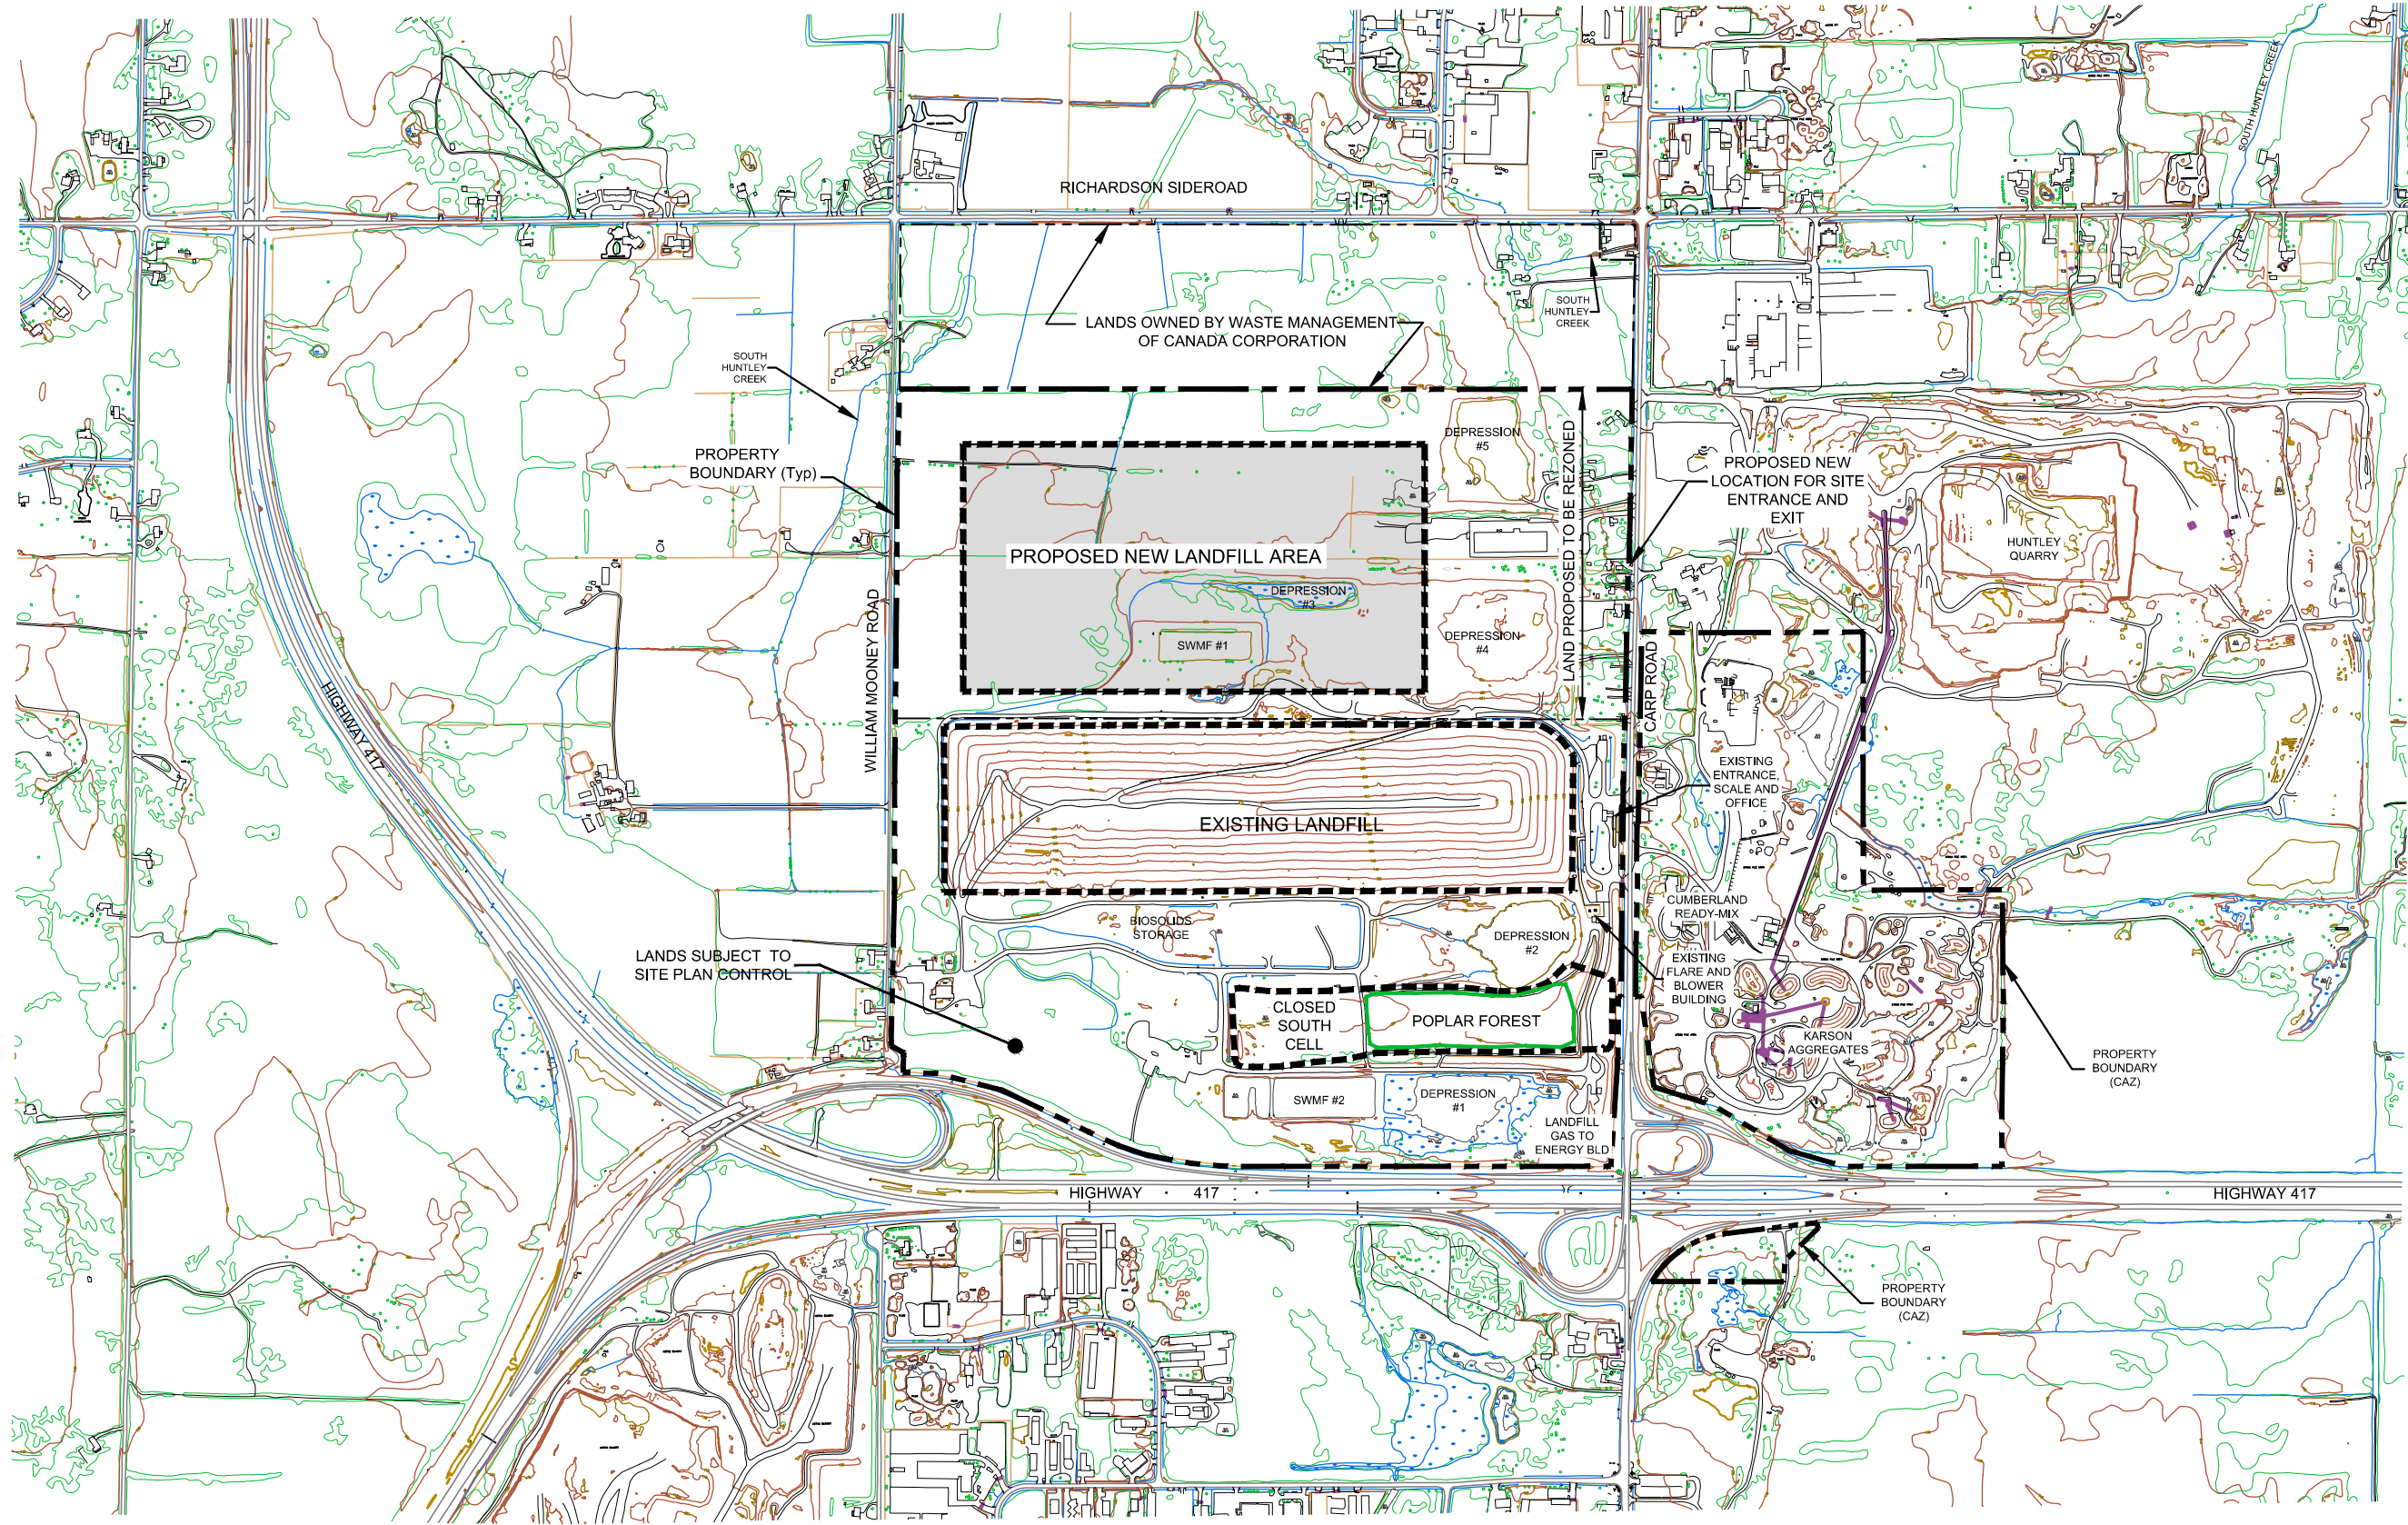 SOUTH HUNTLEY CREEK
RICHARDSON SIDEROAD
LANDS OWNED BY WASTE MANAGEMENT
OF CANADA CORPORATION
SOUTH
HUNTLEY
CREEK
SOUTH
HUNTLEY
CREEK
PROPERTY
BOUNDARY (Typ)
DEPRESSION
#5
LAND PROPOSED TO BE REZONED
PROPOSED NEW
LOCATION FOR SITE
ENTRANCE AND
EXIT
HUNTLEY
QUARRY
PROPOSED NEW LANDFILL AREA
DEPRESSION
#3
SWMF #1
DEPRESSION
#4
WILLIAM MOONEY ROAD
HIGHWAY 417
CARP ROAD
EXISTING
ENTRANCE,
SCALE AND
OFFICE
EXISTING LANDFILL
CUMBERLAND
READY-MIX
BIOSOLIDS
STORAGE
DEPRESSION
#2
LANDS SUBJECT TO
SITE PLAN CONTROL
EXISTING
FLARE AND
BLOWER
BUILDING
CLOSED
SOUTH
CELL
POPLAR FOREST
KARSON
AGGREGATES
PROPERTY
BOUNDARY
(CAZ)
SWMF #2
DEPRESSION
#1
LANDFILL
GAS TO
ENERGY BLD
HIGHWAY 417
HIGHWAY 417
PROPERTY
BOUNDARY
(CAZ)